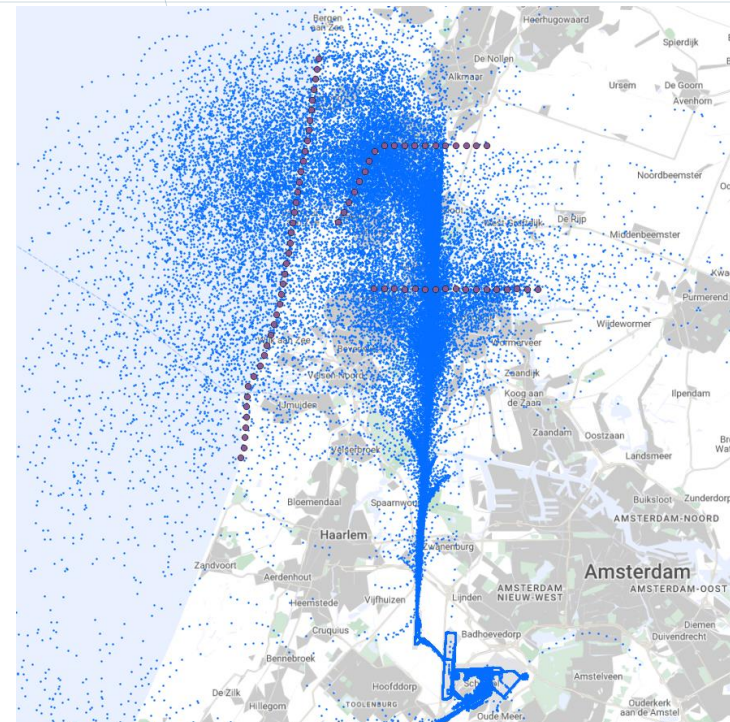 Bergen
aan Zee
Heerhugowaard
Spierdijk
De Nollen
Alkmaar
Ursem
De Goorn
Avenhorn
Noordbeemster
De Rijp
Middenbeemster
Purmerend
Wijdewormer
Wormerveer
Velsen-Noord
Zaandijk
IJmuiden
Koog aan
de Zaan
Ilpendam
Zaandam
Oostzaan
Velserbroek
Landsmeer
Bloemendaal
Buiksloot
Zunderdorp
AMSTERDAM-NOORD
Haarlem
Zwanenburg
Zandvoort
Amsterdam
Aerdenhout
AMSTERDAM
NIEUW-WEST
AMSTERDAM-OOST
Heemstede
Vijfhuizen
Lijnden
Cruquius
Badhoevedorp
Diemen
Duivendrecht
Bennebroek
Hoofddorp
Amstelveen
De Zilk
Hillegom
TOOLENBURG
Oude Meer
Ouderkerk
aan de Amstel